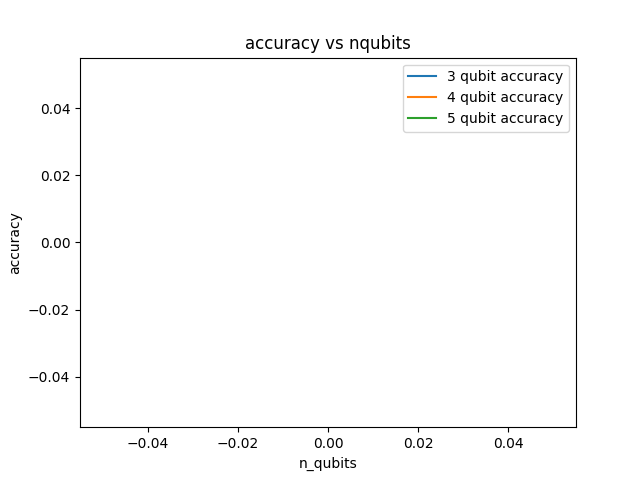 accuracy vs nqubits
3 qubit accuracy
4 qubit accuracy
5 qubit accuracy
accuracy
0.04
0.02
0.00
−0.02
−0.04
−0.04
−0.02
0.00
0.02
0.04
n_qubits